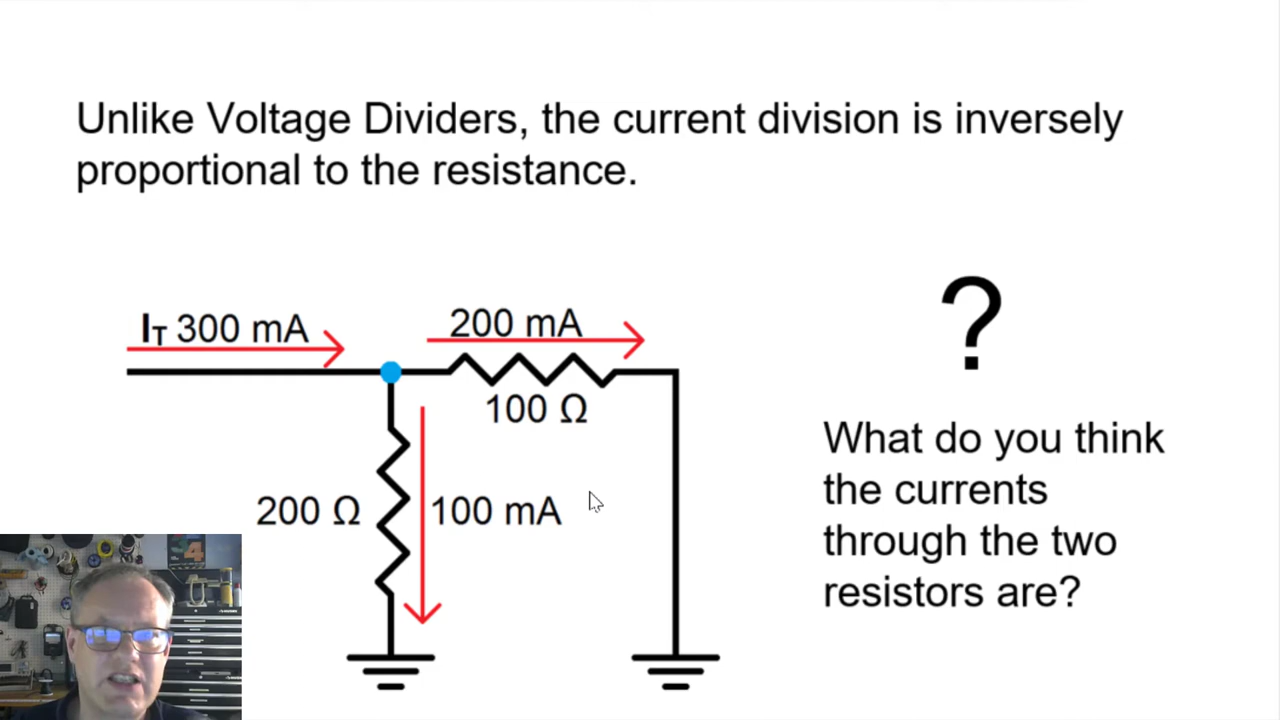 Unlike Voltage Dividers, the current division is inversely
proportional to the resistance.
I_T 300 mA
200 mA
100 Ω
200 Ω
100 mA
?
What do you think
the currents
through the two
resistors are?